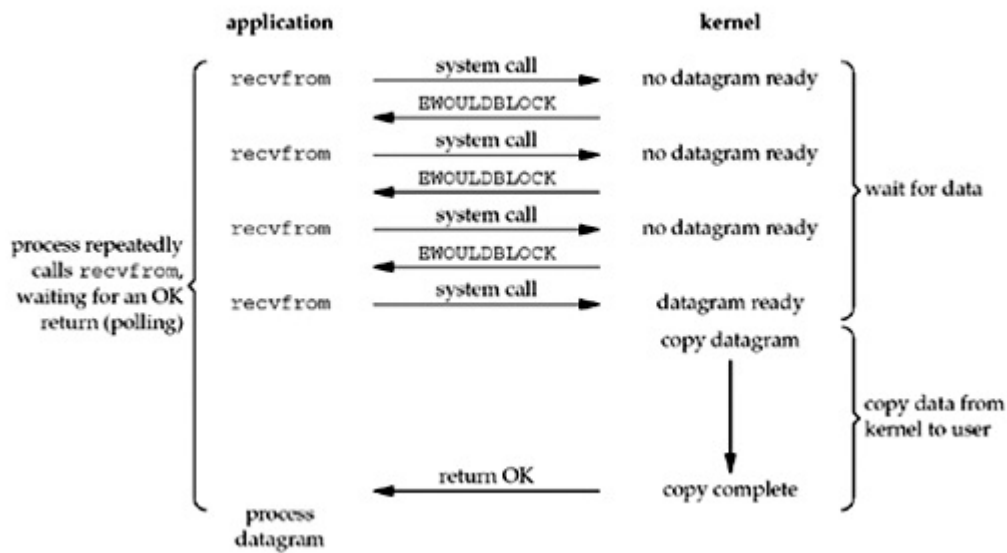 application kernel
recvfrom system call no datagram ready
EWOULDBLOCK
recvfrom system call no datagram ready
EWOULDBLOCK
wait for data
recvfrom system call no datagram ready
EWOULDBLOCK
process repeatedly
calls recvfrom,
waiting for an OK
return (polling)
recvfrom system call datagram ready
copy datagram
copy data from
kernel to user
return OK copy complete
process
datagram